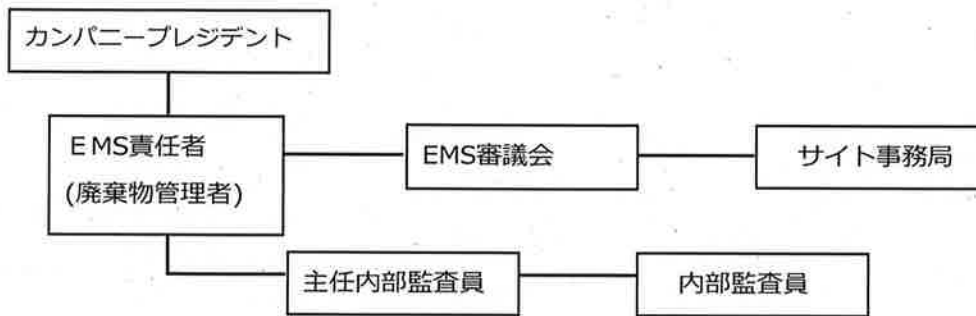 カンパニープレジデント
EMS責任者
(廃棄物管理者)
EMS審議会
サイト事務局
主任内部監査員
内部監査員